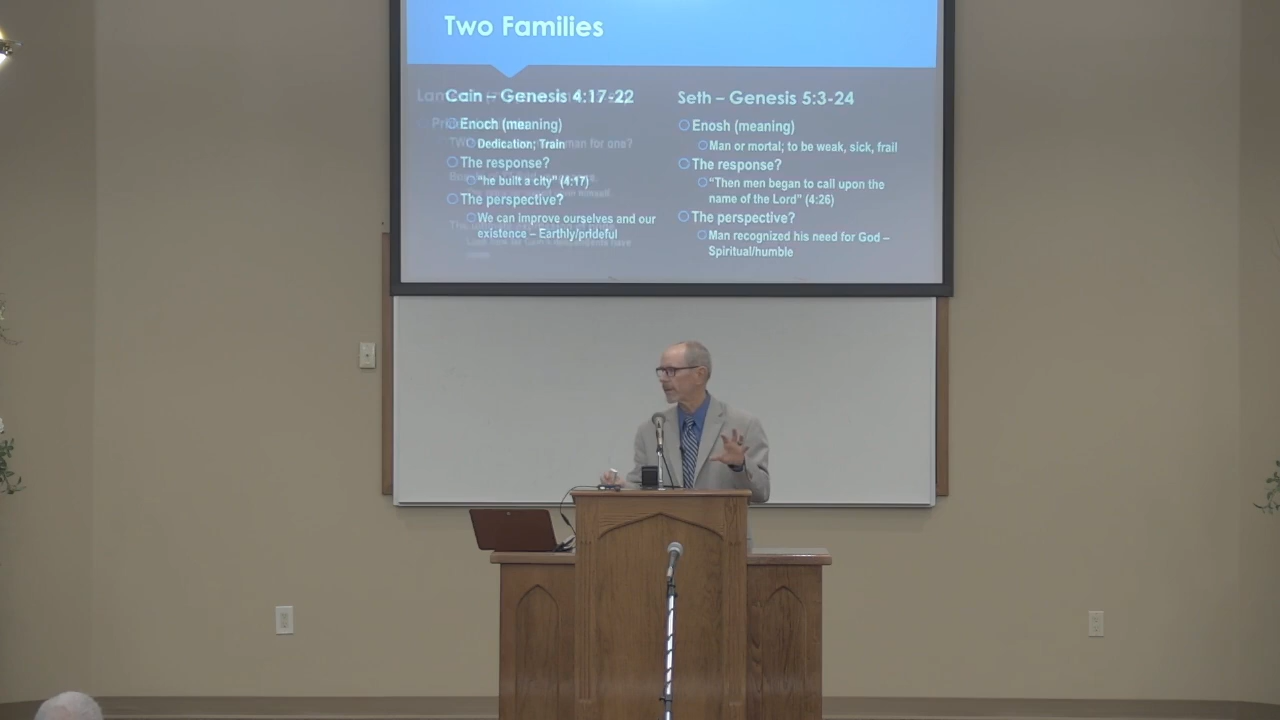 Two Families
Cain – Genesis 4:17-22
Enoch (meaning)
Dedication; Train
The response?
"he built a city" (4:17)
The perspective?
We can improve ourselves and our
existence – Earthly/prideful
Seth – Genesis 5:3-24
Enosh (meaning)
Man or mortal; to be weak, sick, frail
The response?
"Then men began to call upon the
name of the Lord" (4:26)
The perspective?
Man recognized his need for God –
Spiritual/humble